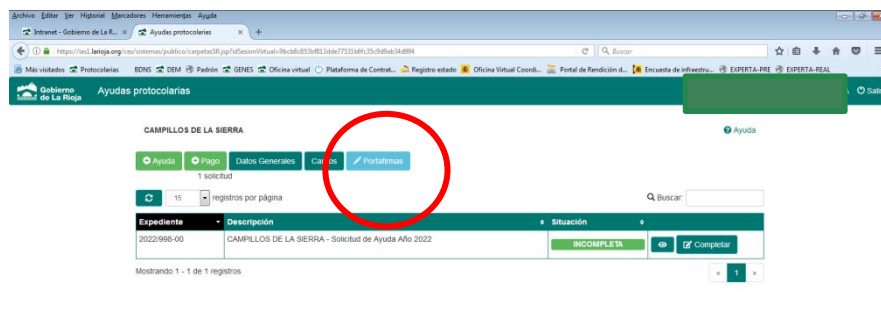 Archivo Editar Ver Historial Marcadores Herramientas Ayuda
Intranet - Gobierno de La R... × Ayudas protocolarias × +
https://ias1.larioja.org/ces/sistemas/publico/carpetasSfl.jsp?idSesionVirtual= Buscar
Más visitados Protocolarias BDNS DEM Padrón GENES Oficina virtual Plataforma de Contrat... Registro estado Oficina Virtual Coordi... Portal de Rendición d... Encuesta de infraestru... EXPERTA-PRE EXPERTA-REAL
Gobierno de La Rioja Ayudas protocolarias Salir
CAMPILLOS DE LA SIERRA Ayuda
Ayuda Pago Datos Generales Portafirmas
1 solicitud
15 registros por página Buscar:
Expediente Descripción Situación
2022/998-00 CAMPILLOS DE LA SIERRA - Solicitud de Ayuda Año 2022 INCOMPLETA Completar
Mostrando 1 - 1 de 1 registros « 1 »